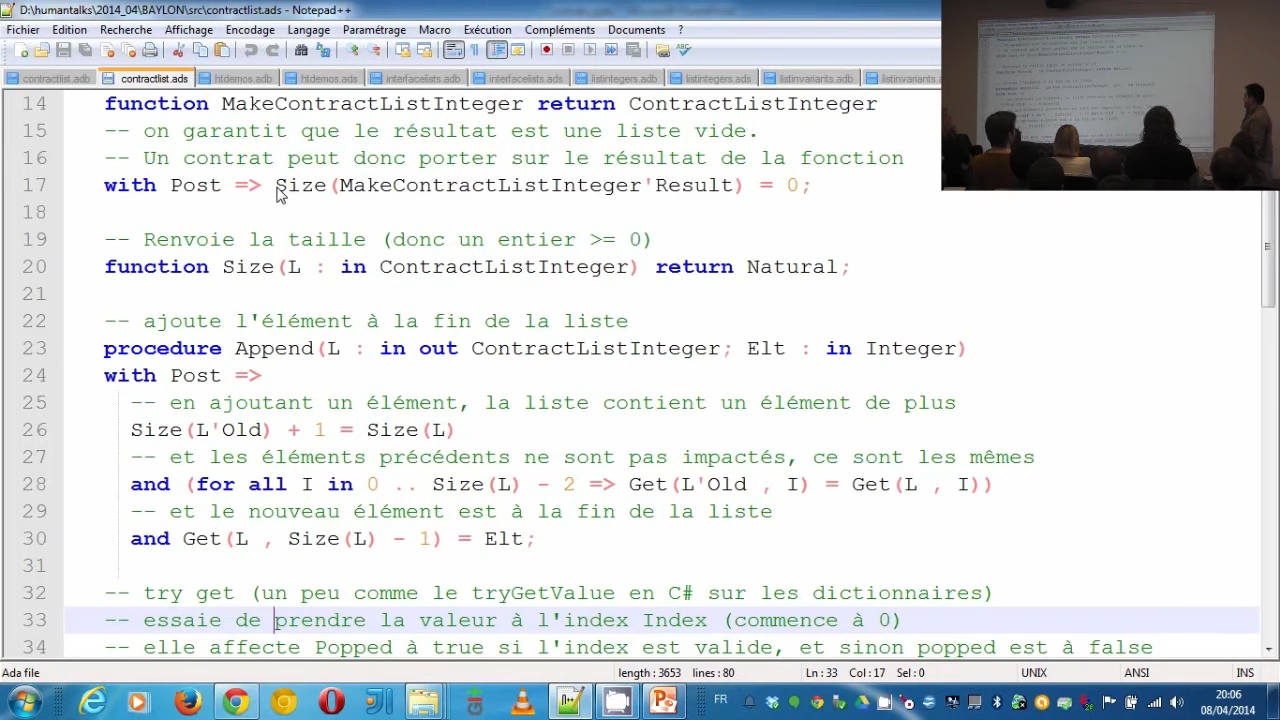 D:\humantalks\2014_04\BAYLON\src\contractlist.ads - Notepad++
Fichier Edition Recherche Affichage Encodage Langage Paramétrage Macro Exécution Compléments Documents ?
contractlist.adb contractlist.ads htdemos.adb interfacelists.ads listintegers.adb listintegers.ads listinvariants.adb listinvariants.ads
14 function MakeContractListInteger return ContractListInteger
15 -- on garantit que le résultat est une liste vide.
16 -- Un contrat peut donc porter sur le résultat de la fonction
17 with Post => Size(MakeContractListInteger'Result) = 0;
18
19 -- Renvoie la taille (donc un entier >= 0)
20 function Size(L : in ContractListInteger) return Natural;
21
22 -- ajoute l'élément à la fin de la liste
23 procedure Append(L : in out ContractListInteger; Elt : in Integer)
24 with Post =>
25 -- en ajoutant un élément, la liste contient un élément de plus
26 Size(L'Old) + 1 = Size(L)
27 -- et les éléments précédents ne sont pas impactés, ce sont les mêmes
28 and (for all I in 0 .. Size(L) - 2 => Get(L'Old , I) = Get(L , I))
29 -- et le nouveau élément est à la fin de la liste
30 and Get(L , Size(L) - 1) = Elt;
31
32 -- try get (un peu comme le tryGetValue en C# sur les dictionnaires)
33 -- essaie de prendre la valeur à l'index Index (commence à 0)
34 -- elle affecte Popped à true si l'index est valide, et sinon popped est à false
Ada file length : 3653 lines : 80 Ln : 33 Col : 17 Sel : 0 UNIX ANSI INS
FR 20:06
08/04/2014